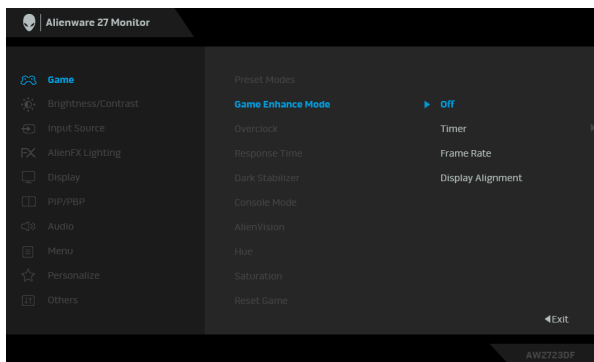 Alienware 27 Monitor
Game
Brightness/Contrast
Input Source
AlienFX Lighting
Display
PIP/PBP
Audio
Menu
Personalize
Others
Preset Modes
Game Enhance Mode
Overclock
Response Time
Dark Stabilizer
Console Mode
AlienVision
Hue
Saturation
Reset Game
Off
Timer
Frame Rate
Display Alignment
Exit
AW2723DF